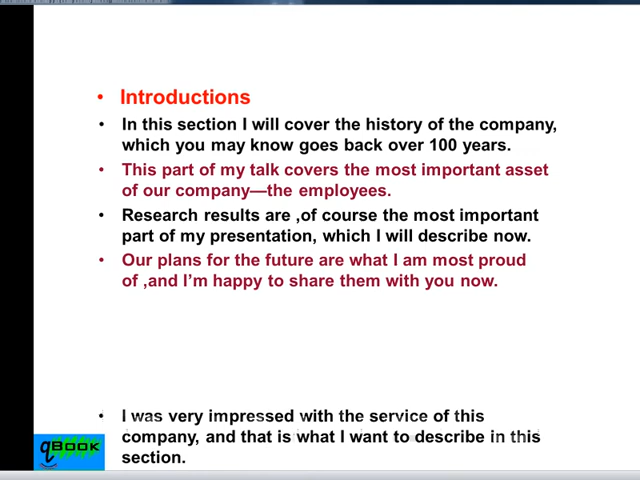 Introductions
In this section I will cover the history of the company,
which you may know goes back over 100 years.
This part of my talk covers the most important asset
of our company—the employees.
Research results are ,of course the most important
part of my presentation, which I will describe now.
Our plans for the future are what I am most proud
of ,and I'm happy to share them with you now.
I was very impressed with the service of this
company, and that is what I want to describe in this
section.
qBOOK